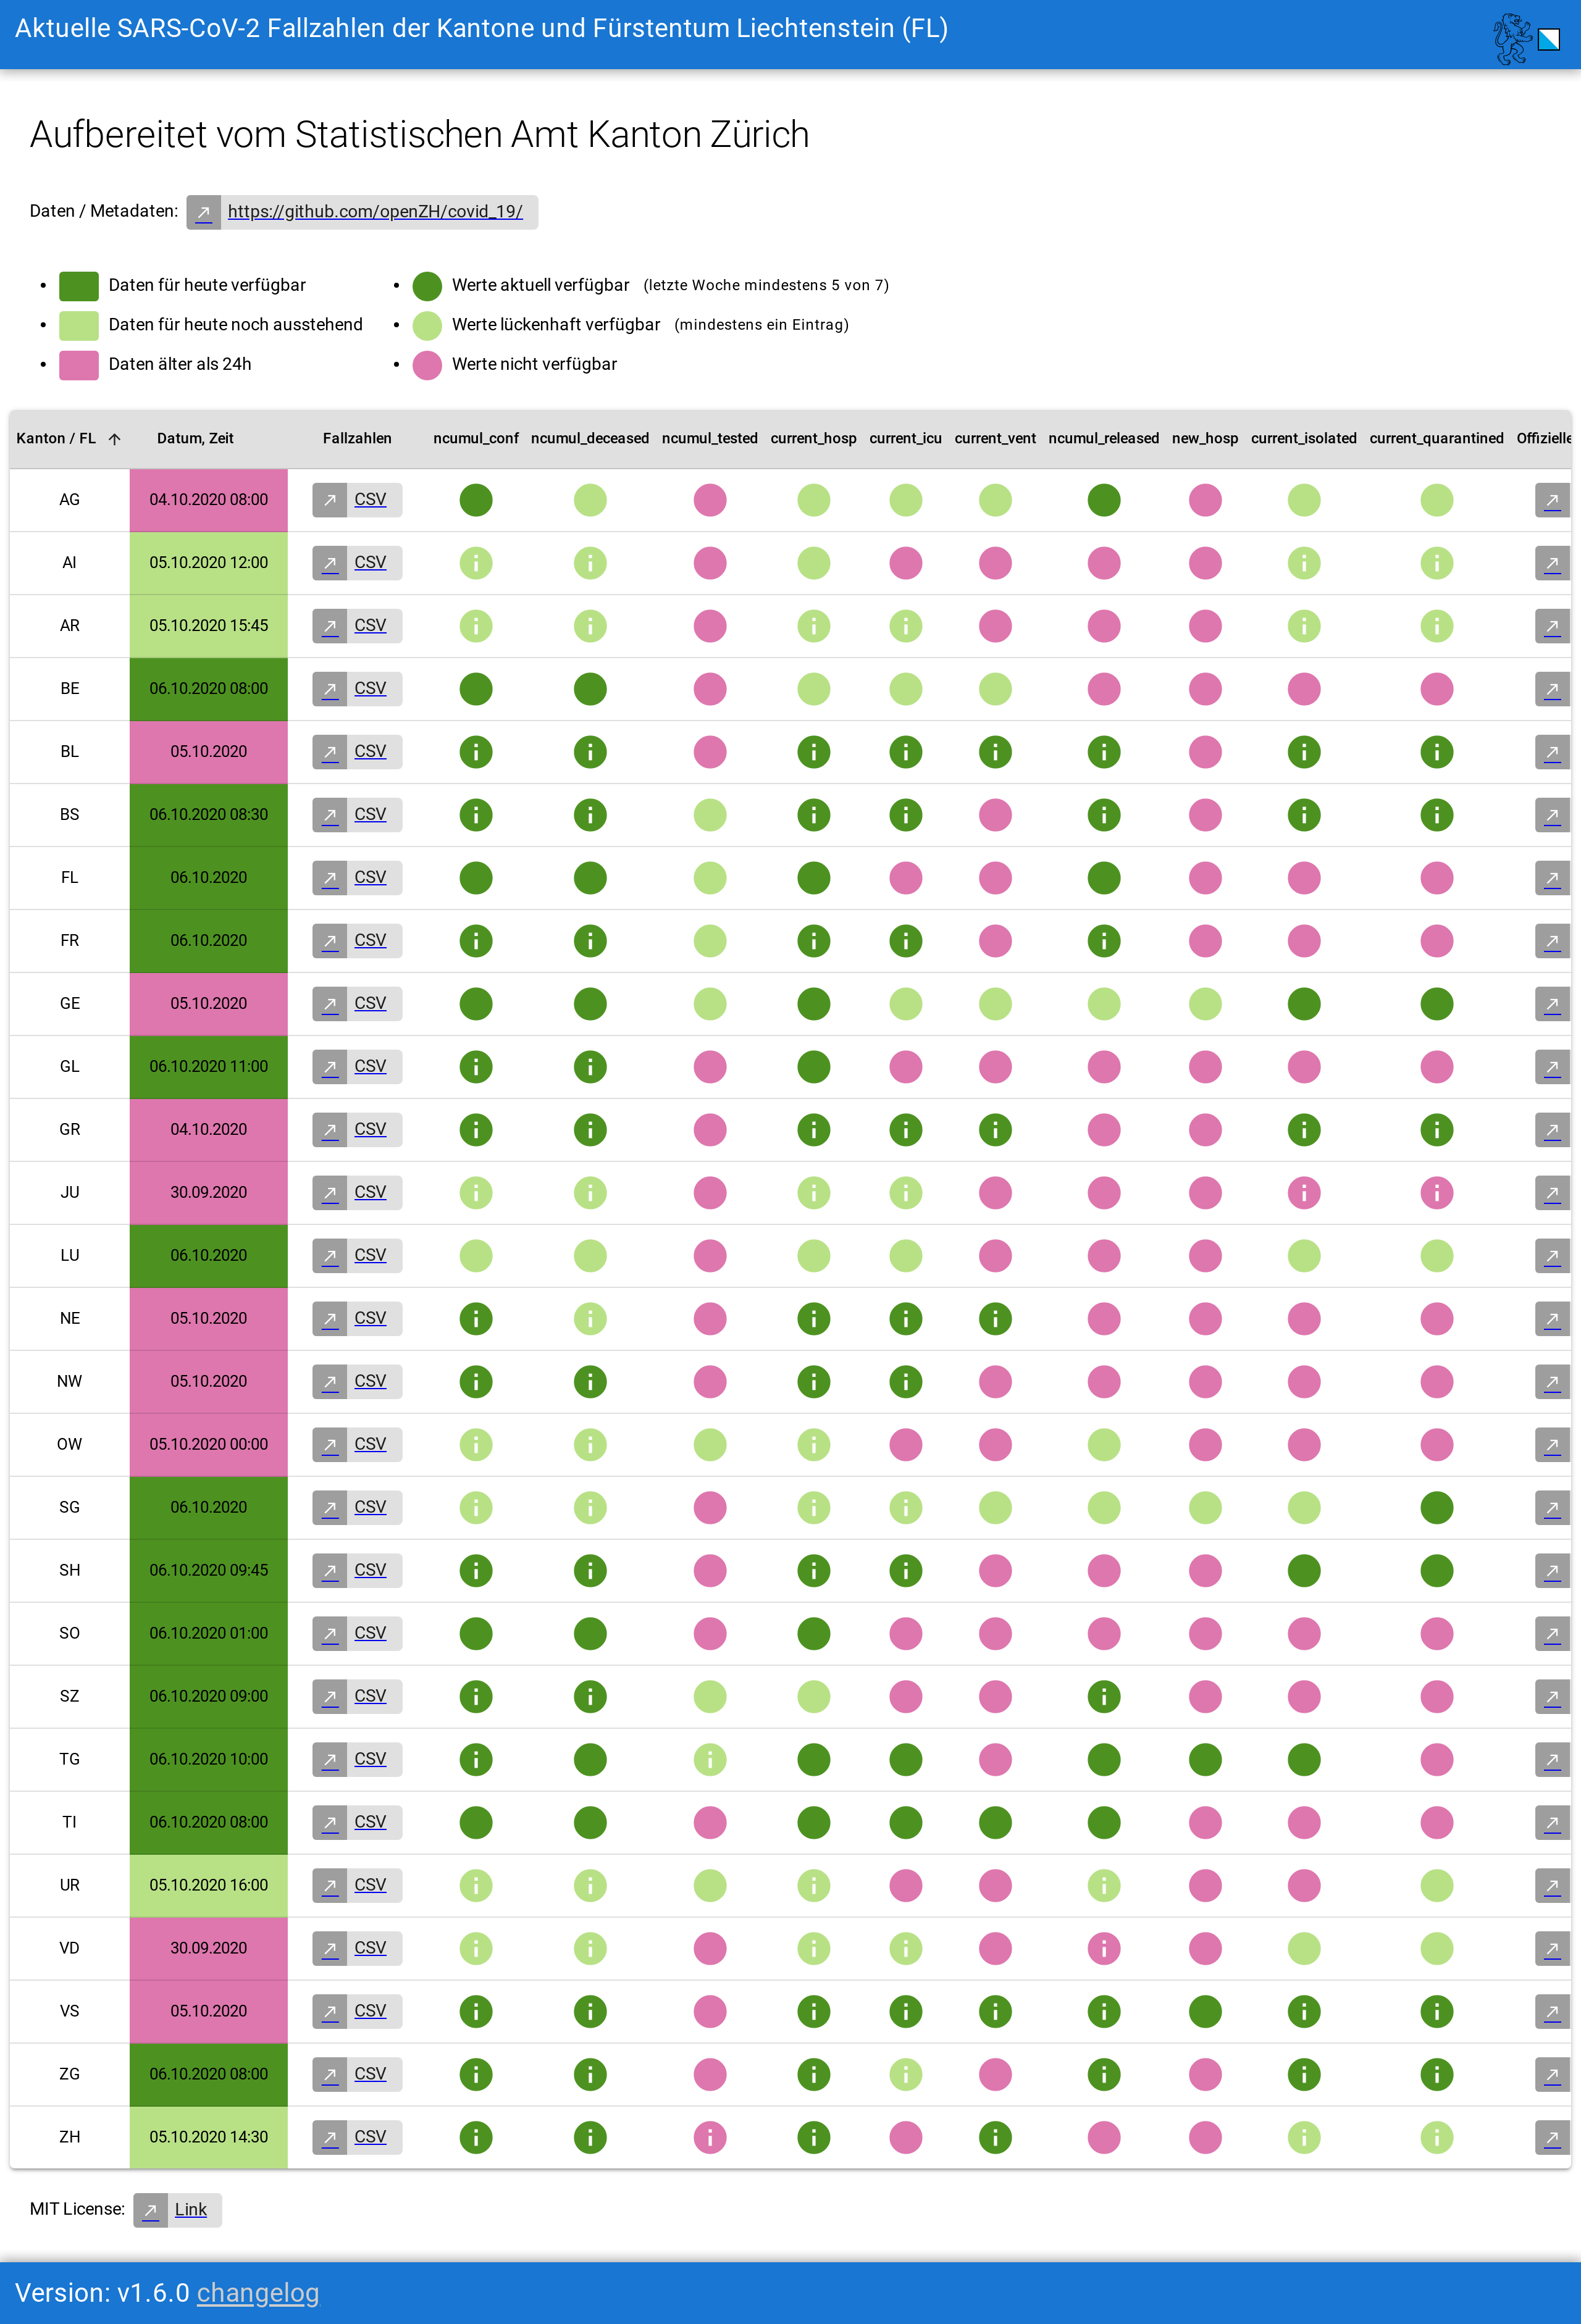 Aktuelle SARS-CoV-2 Fallzahlen der Kantone und Fürstentum Liechtenstein (FL)
Aufbereitet vom Statistischen Amt Kanton Zürich
Daten / Metadaten: https://github.com/openZH/covid_19/
Daten für heute verfügbar
Daten für heute noch ausstehend
Daten älter als 24h
Werte aktuell verfügbar (letzte Woche mindestens 5 von 7)
Werte lückenhaft verfügbar (mindestens ein Eintrag)
Werte nicht verfügbar
Kanton / FL Datum, Zeit Fallzahlen ncumul_conf ncumul_deceased ncumul_tested current_hosp current_icu current_vent ncumul_released new_hosp current_isolated current_quarantined Offizielle
AG 04.10.2020 08:00 CSV
AI 05.10.2020 12:00 CSV
AR 05.10.2020 15:45 CSV
BE 06.10.2020 08:00 CSV
BL 05.10.2020 CSV
BS 06.10.2020 08:30 CSV
FL 06.10.2020 CSV
FR 06.10.2020 CSV
GE 05.10.2020 CSV
GL 06.10.2020 11:00 CSV
GR 04.10.2020 CSV
JU 30.09.2020 CSV
LU 06.10.2020 CSV
NE 05.10.2020 CSV
NW 05.10.2020 CSV
OW 05.10.2020 00:00 CSV
SG 06.10.2020 CSV
SH 06.10.2020 09:45 CSV
SO 06.10.2020 01:00 CSV
SZ 06.10.2020 09:00 CSV
TG 06.10.2020 10:00 CSV
TI 06.10.2020 08:00 CSV
UR 05.10.2020 16:00 CSV
VD 30.09.2020 CSV
VS 05.10.2020 CSV
ZG 06.10.2020 08:00 CSV
ZH 05.10.2020 14:30 CSV
MIT License: Link
Version: v1.6.0 changelog